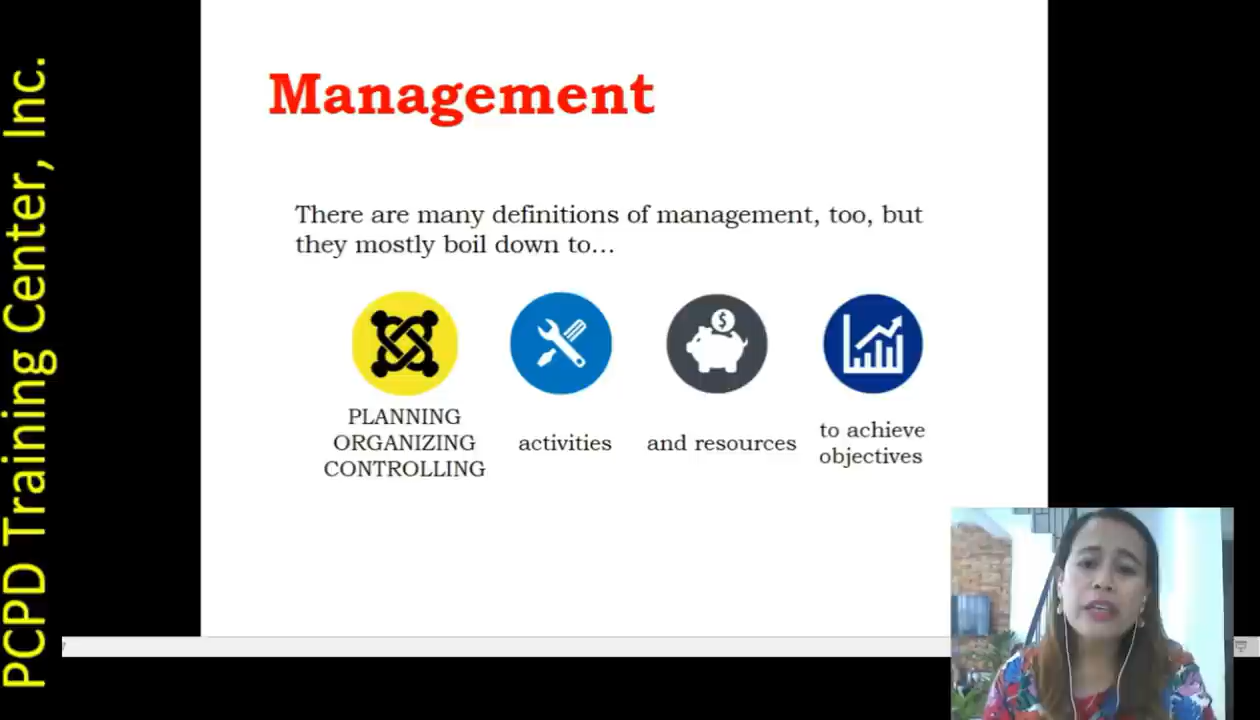 PCPD Training Center, Inc.
Management
There are many definitions of management, too, but
they mostly boil down to…
$
PLANNING
ORGANIZING
CONTROLLING
activities
and resources
to achieve
objectives